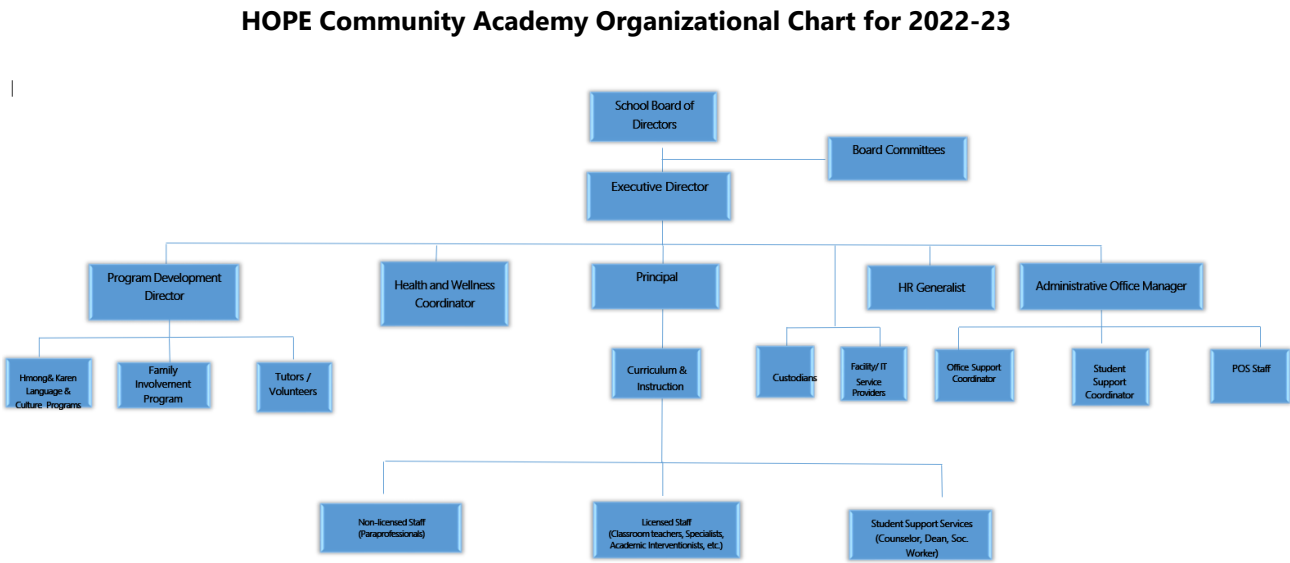 HOPE Community Academy Organizational Chart for 2022-23
School Board of
Directors
Board Committees
Executive Director
Program Development
Director
Health and Wellness
Coordinator
Principal
HR Generalist
Administrative Office Manager
Hmong& Karen
Language &
Culture Programs
Family
Involvement
Program
Tutors /
Volunteers
Curriculum &
Instruction
Custodians
Facility/ IT
Service
Providers
Office Support
Coordinator
Student
Support
Coordinator
POS Staff
Non-licensed Staff
(Paraprofessionals)
Licensed Staff
(Classroom teachers, Specialists,
Academic Interventionists, etc.)
Student Support Services
(Counselor, Dean, Soc.
Worker)